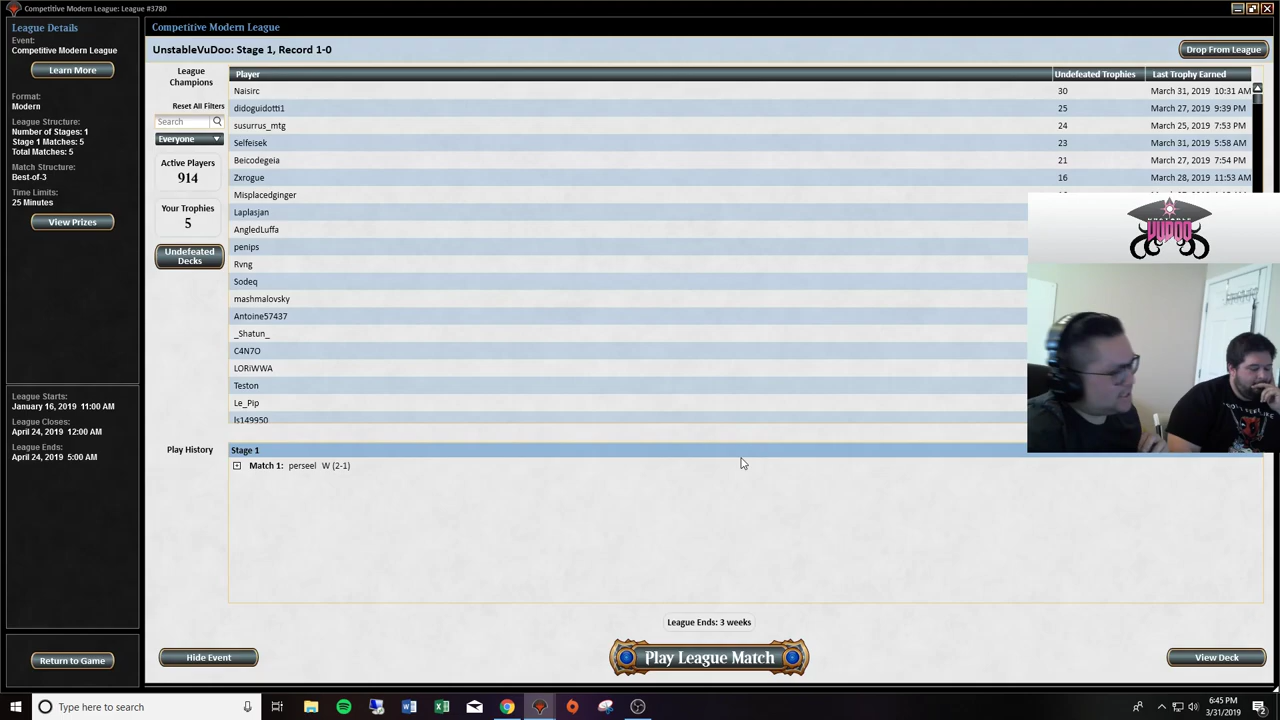 Competitive Modern League: League #3780
League Details
Event:
Competitive Modern League
Learn More
Format:
Modern
League Structure:
Number of Stages: 1
Stage 1 Matches: 5
Total Matches: 5
Match Structure:
Best-of-3
Time Limits:
25 Minutes
View Prizes
League Starts:
January 16, 2019 11:00 AM
League Closes:
April 24, 2019 12:00 AM
League Ends:
April 24, 2019 5:00 AM
Return to Game
Competitive Modern League
UnstableVuDoo: Stage 1, Record 1-0
Drop From League
League
Champions
Reset All Filters
Search
Everyone
Active Players
914
Your Trophies
5
Undefeated
Decks
Player Undefeated Trophies Last Trophy Earned
Naisirc 30 March 31, 2019 10:31 AM
didoguidotti1 25 March 27, 2019 9:39 PM
susurrus_mtg 24 March 25, 2019 7:53 PM
Selfeisek 23 March 31, 2019 5:58 AM
Beicodegeia 21 March 27, 2019 7:54 PM
Zxrogue 16 March 28, 2019 11:53 AM
Misplacedginger
Laplasjan
AngledLuffa
penips
Rvng
Sodeq
mashmalovsky
Antoine57437
_Shatun_
C4N7O
LORiWWA
Teston
Le_Pip
ls149950
UNSTABLE
VUDOO
Play History
Stage 1
Match 1: perseel W (2-1)
League Ends: 3 weeks
Hide Event
Play League Match
View Deck
Type here to search
6:45 PM
3/31/2019
2